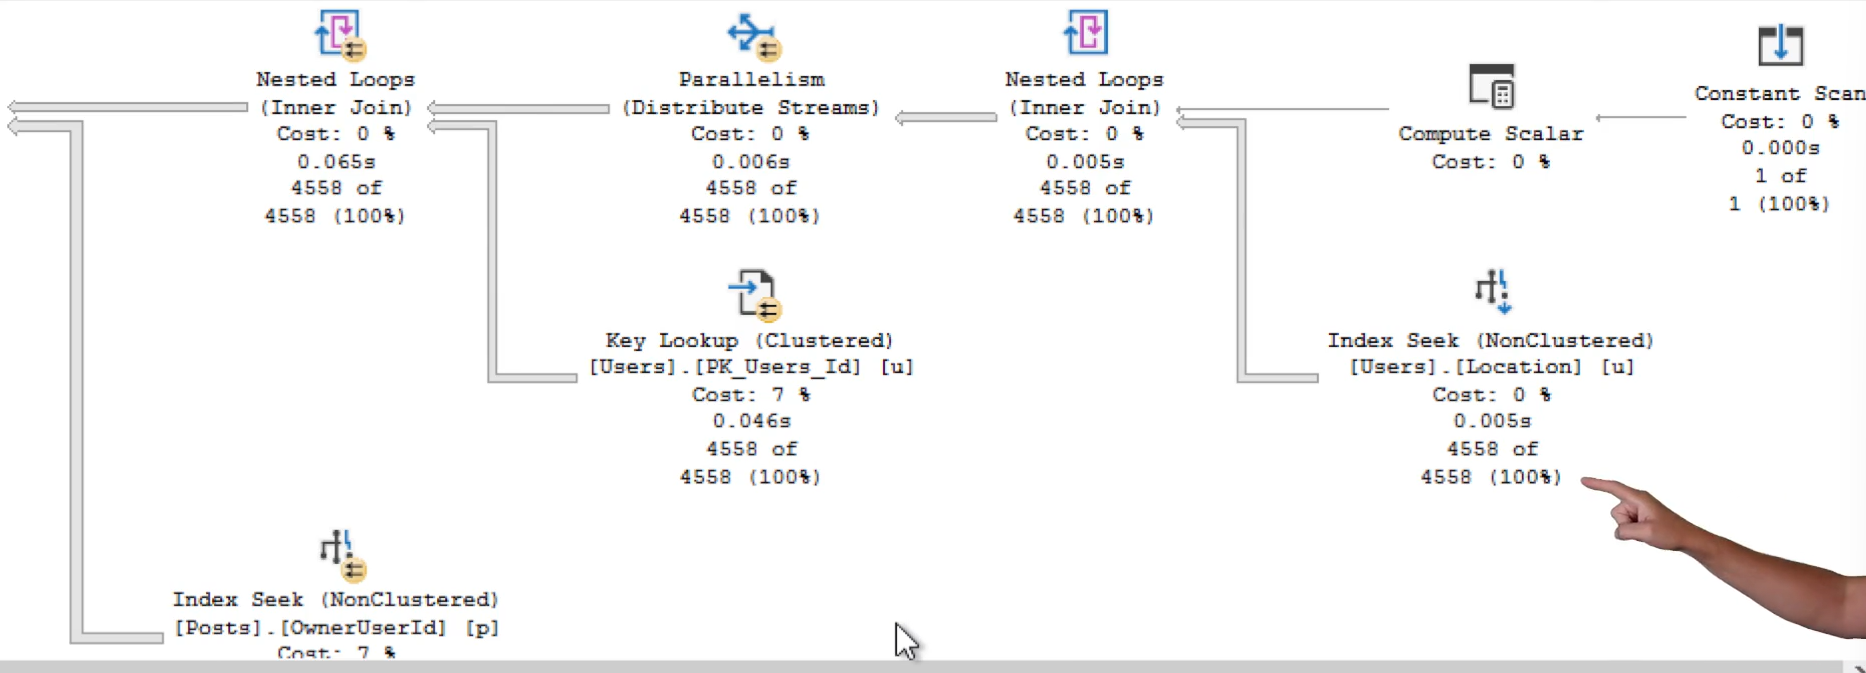 Nested Loops
(Inner Join)
Cost: 0 %
0.065s
4558 of
4558 (100%)
Parallelism
(Distribute Streams)
Cost: 0 %
0.006s
4558 of
4558 (100%)
Nested Loops
(Inner Join)
Cost: 0 %
0.005s
4558 of
4558 (100%)
Compute Scalar
Cost: 0 %
Constant Scan
Cost: 0 %
0.000s
1 of
1 (100%)
Key Lookup (Clustered)
[Users].[PK_Users_Id] [u]
Cost: 7 %
0.046s
4558 of
4558 (100%)
Index Seek (NonClustered)
[Users].[Location] [u]
Cost: 0 %
0.005s
4558 of
4558 (100%)
Index Seek (NonClustered)
[Posts].[OwnerUserId] [p]
Cost: 7 %